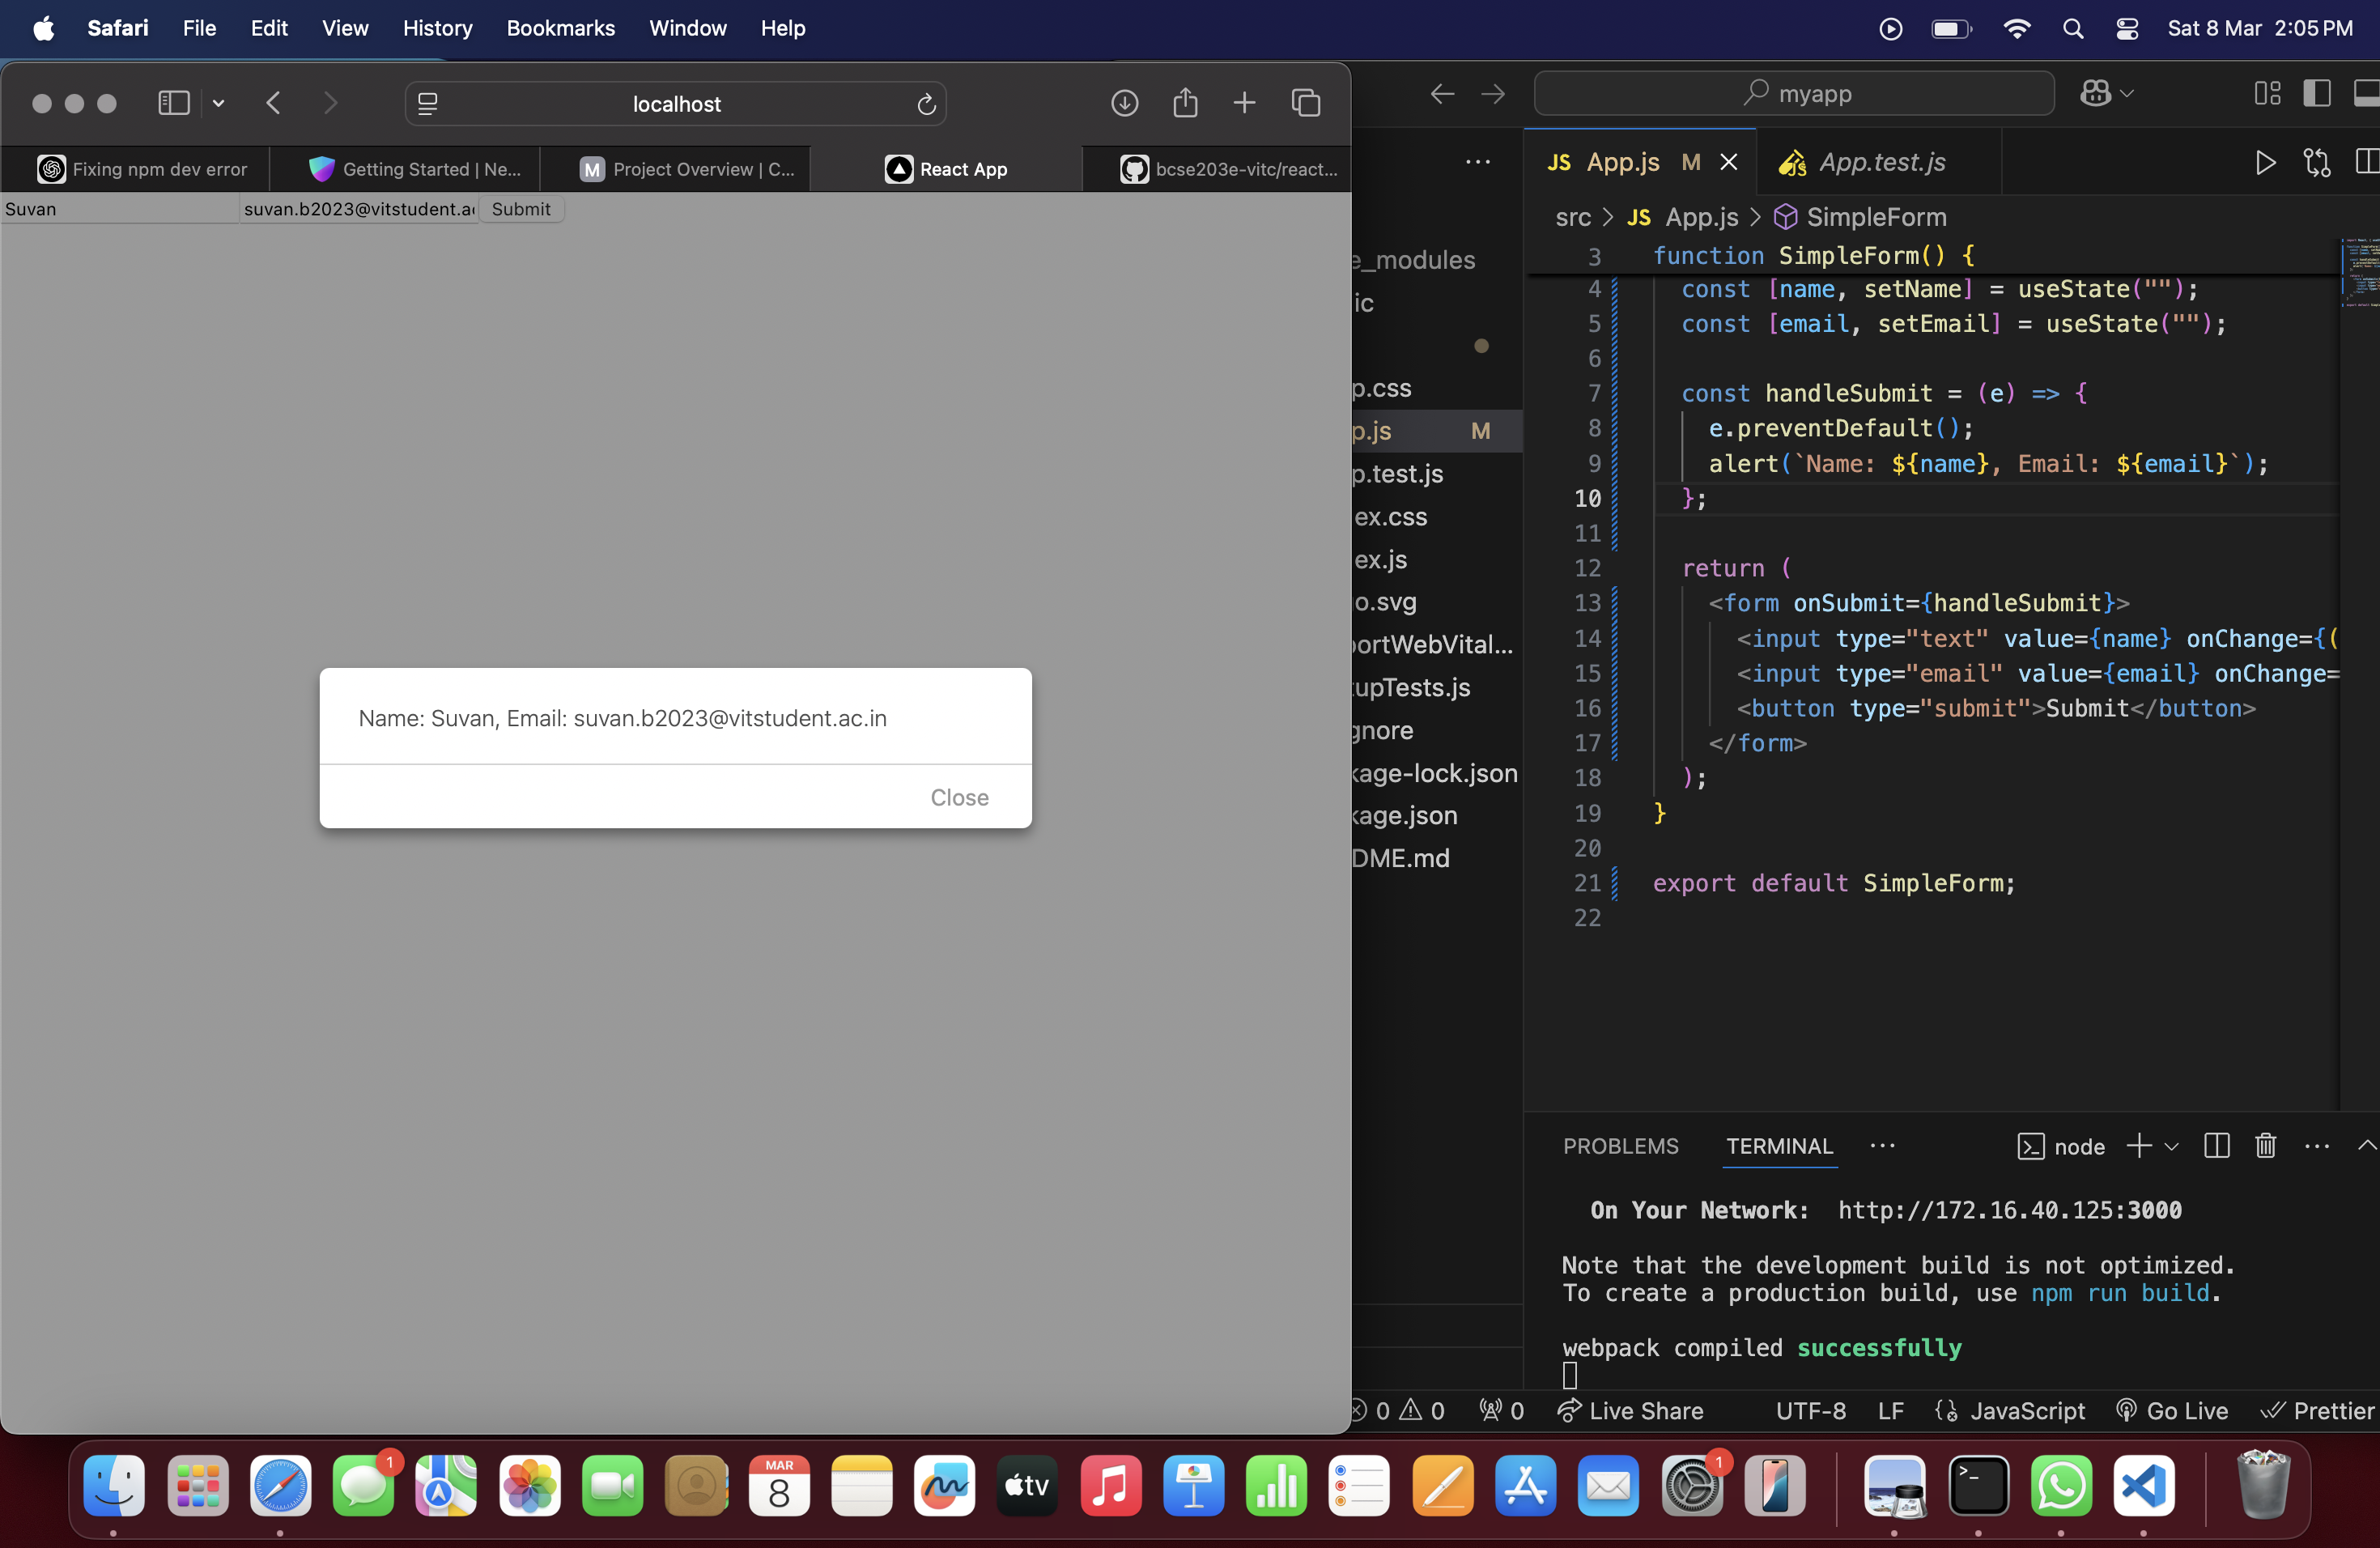 Safari File Edit View History Bookmarks Window Help Sat 8 Mar 2:05 PM
localhost
Fixing npm dev error Getting Started | Ne... M Project Overview | C... React App bcse203e-vitc/react...
Suvan suvan.b2023@vitstudent.a Submit
Name: Suvan, Email: suvan.b2023@vitstudent.ac.in
Close
myapp
JS App.js M App.test.js
src > JS App.js > SimpleForm
e_modules
ic
p.css
p.js M
p.test.js
ex.css
ex.js
o.svg
portWebVital...
tupTests.js
gnore
kage-lock.json
kage.json
DME.md
3 function SimpleForm() {
4 const [name, setName] = useState("");
5 const [email, setEmail] = useState("");
6
7 const handleSubmit = (e) => {
8 e.preventDefault();
9 alert(`Name: ${name}, Email: ${email}`);
10 };
11
12 return (
13 <form onSubmit={handleSubmit}>
14 <input type="text" value={name} onChange={(
15 <input type="email" value={email} onChange=
16 <button type="submit">Submit</button>
17 </form>
18 );
19 }
20
21 export default SimpleForm;
22
PROBLEMS TERMINAL ... node
On Your Network: http://172.16.40.125:3000
Note that the development build is not optimized.
To create a production build, use npm run build.
webpack compiled successfully
0 0 0 Live Share UTF-8 LF JavaScript Go Live Prettier
1 MAR 8 tv 1